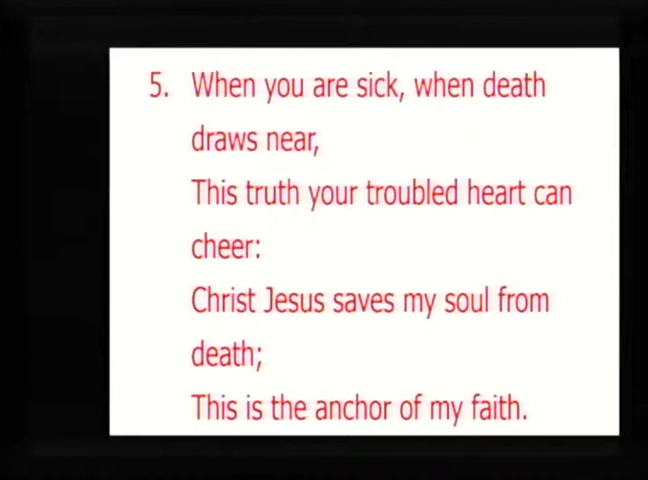 5. When you are sick, when death
draws near,
This truth your troubled heart can
cheer:
Christ Jesus saves my soul from
death;
This is the anchor of my faith.